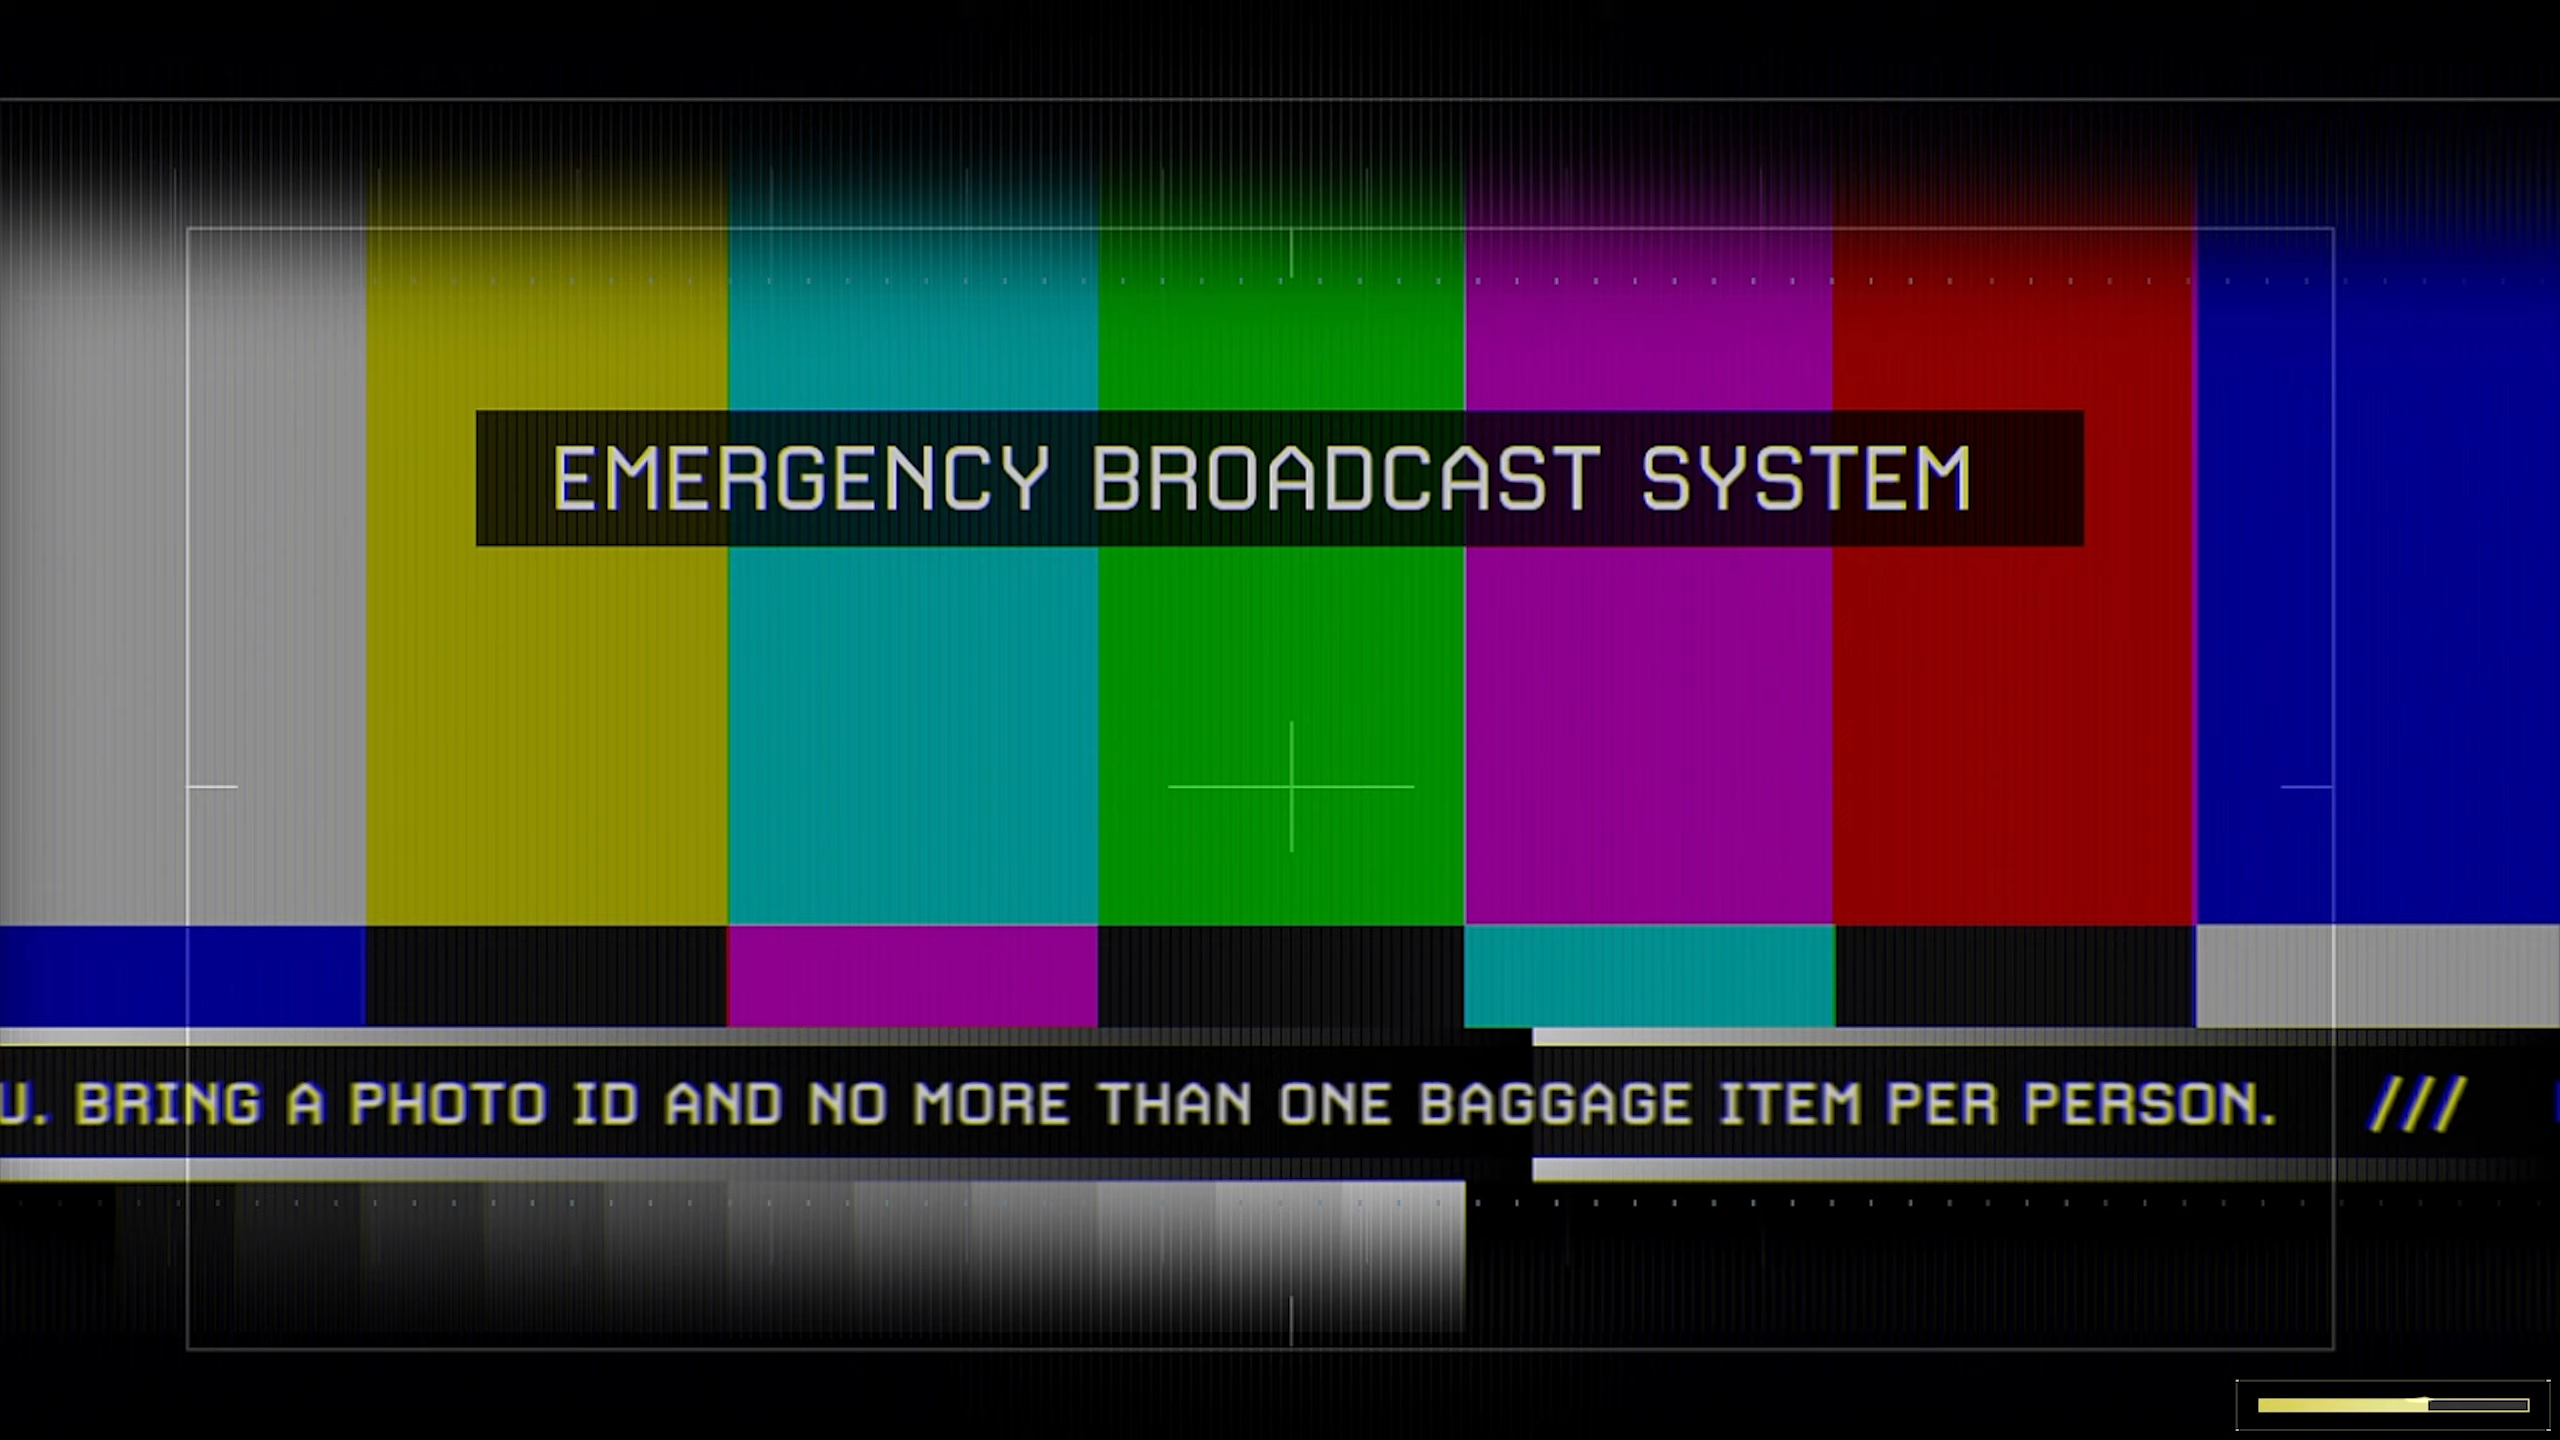 EMERGENCY BROADCAST SYSTEM
U. BRING A PHOTO ID AND NO MORE THAN ONE BAGGAGE ITEM PER PERSON. ///